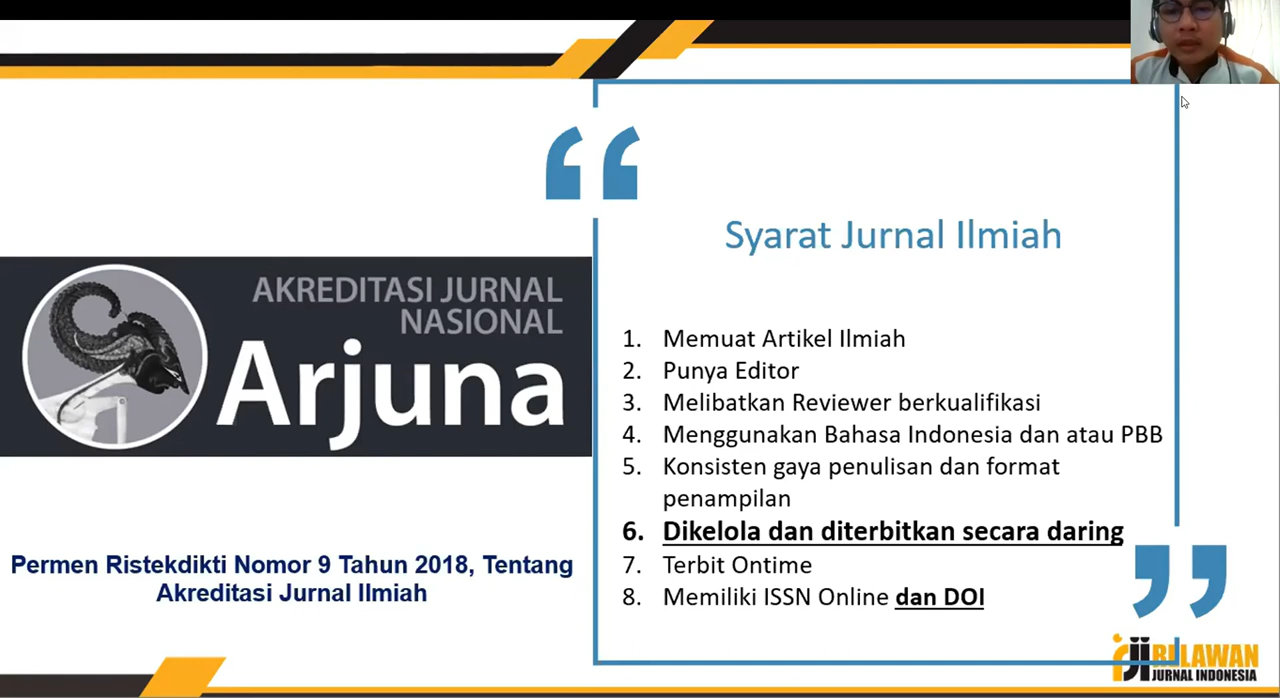 AKREDITASI JURNAL
NASIONAL
Arjuna
Permen Ristekdikti Nomor 9 Tahun 2018, Tentang
Akreditasi Jurnal Ilmiah
Syarat Jurnal Ilmiah
1. Memuat Artikel Ilmiah
2. Punya Editor
3. Melibatkan Reviewer berkualifikasi
4. Menggunakan Bahasa Indonesia dan atau PBB
5. Konsisten gaya penulisan dan format
penampilan
6. Dikelola dan diterbitkan secara daring
7. Terbit Ontime
8. Memiliki ISSN Online dan DOI
RELAWAN
JURNAL INDONESIA